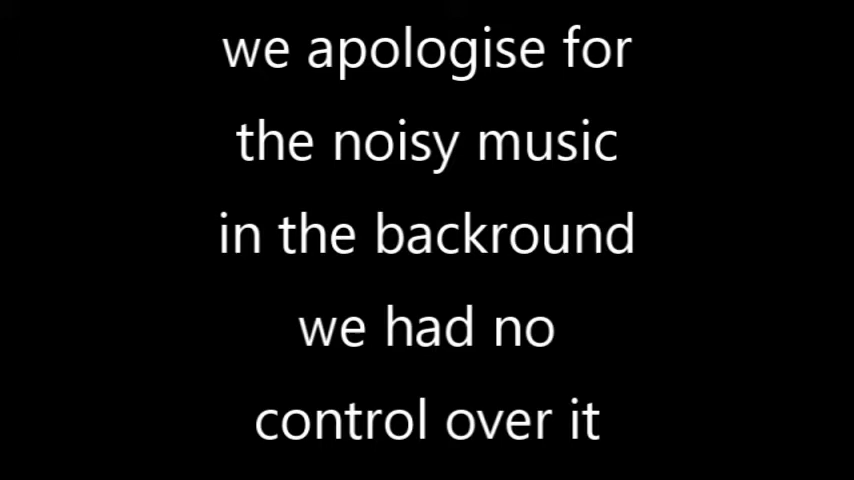 we apologise for
the noisy music
in the backround
we had no
control over it